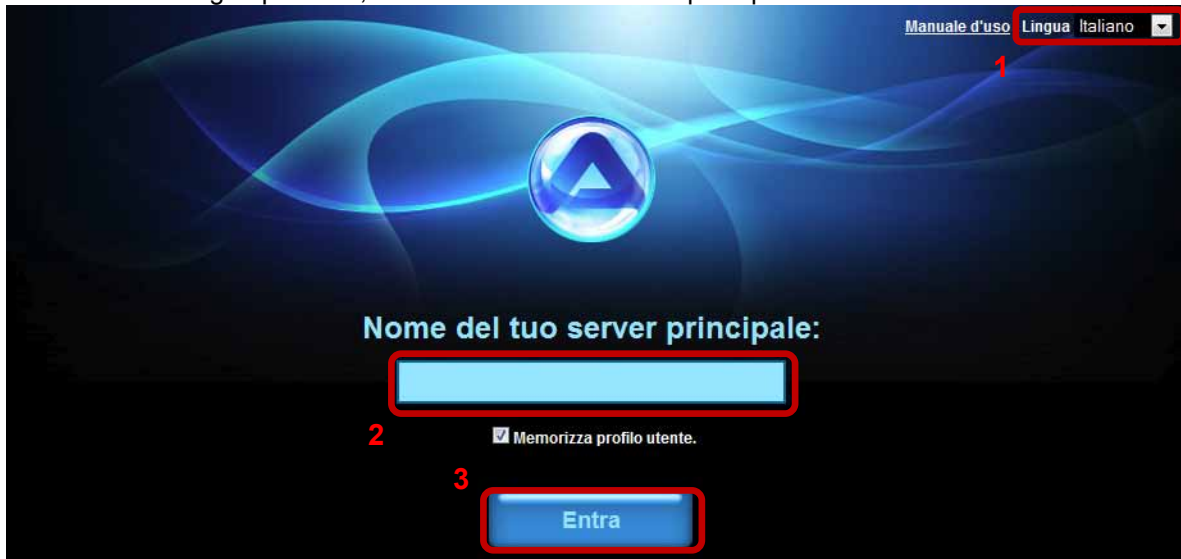 Manuale d'uso Lingua Italiano
1
Nome del tuo server principale:
2
Memorizza profilo utente.
3
Entra